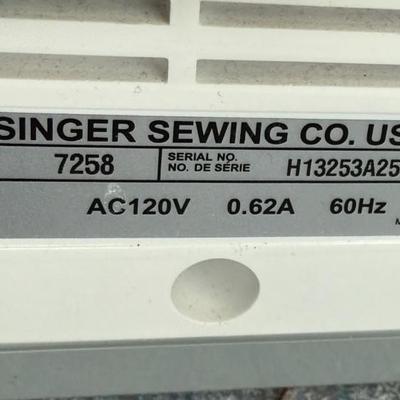 SINGER SEWING CO. US
7258 SERIAL NO. H13253A25
NO. DE SÉRIE
AC120V 0.62A 60Hz
M